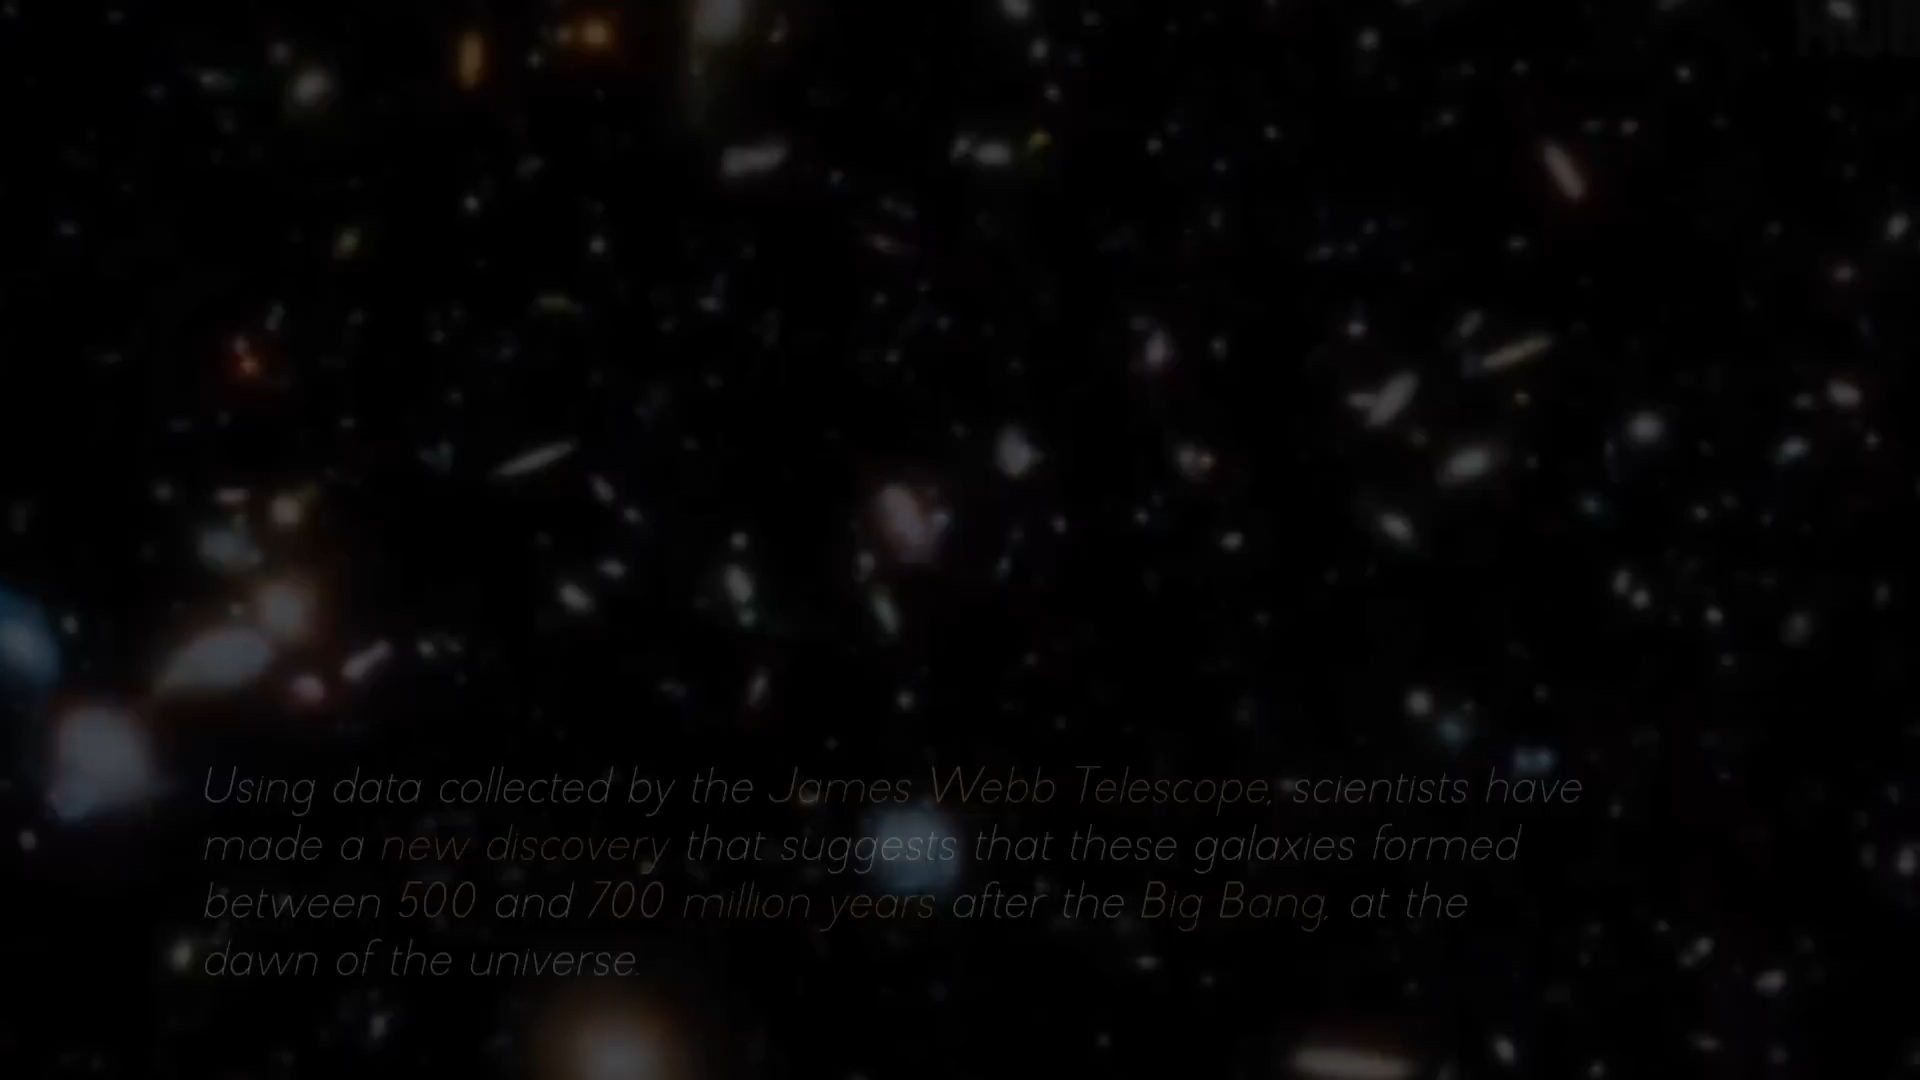 Using data collected by the James Webb Telescope, scientists have
made a new discovery that suggests that these galaxies formed
between 500 and 700 million years after the Big Bang, at the
dawn of the universe.